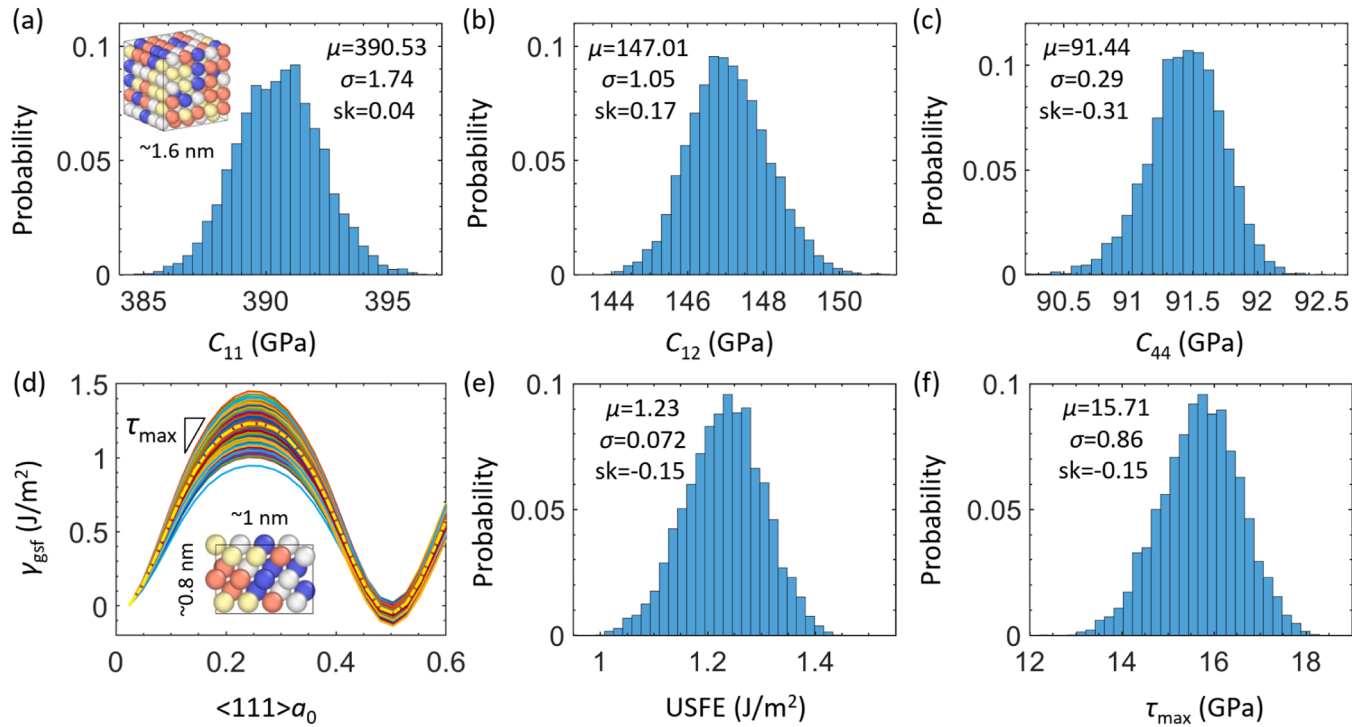 (a)
0.1
0.05
0
Probability
~1.6 nm
μ=390.53
σ=1.74
sk=0.04
385
390
395
C₁₁ (GPa)
(b)
0.1
0.05
0
Probability
μ=147.01
σ=1.05
sk=0.17
144
146
148
150
C₁₂ (GPa)
(c)
0.1
0.05
0
Probability
μ=91.44
σ=0.29
sk=-0.31
90.5
91
91.5
92
92.5
C₄₄ (GPa)
(d)
1.5
1
0.5
0
γgsf (J/m²)
τmax
~1 nm
~0.8 nm
0
0.2
0.4
0.6
<111>a₀
(e)
0.1
0.05
0
Probability
μ=1.23
σ=0.072
sk=-0.15
1
1.2
1.4
USFE (J/m²)
(f)
0.1
0.05
0
Probability
μ=15.71
σ=0.86
sk=-0.15
12
14
16
18
τmax (GPa)